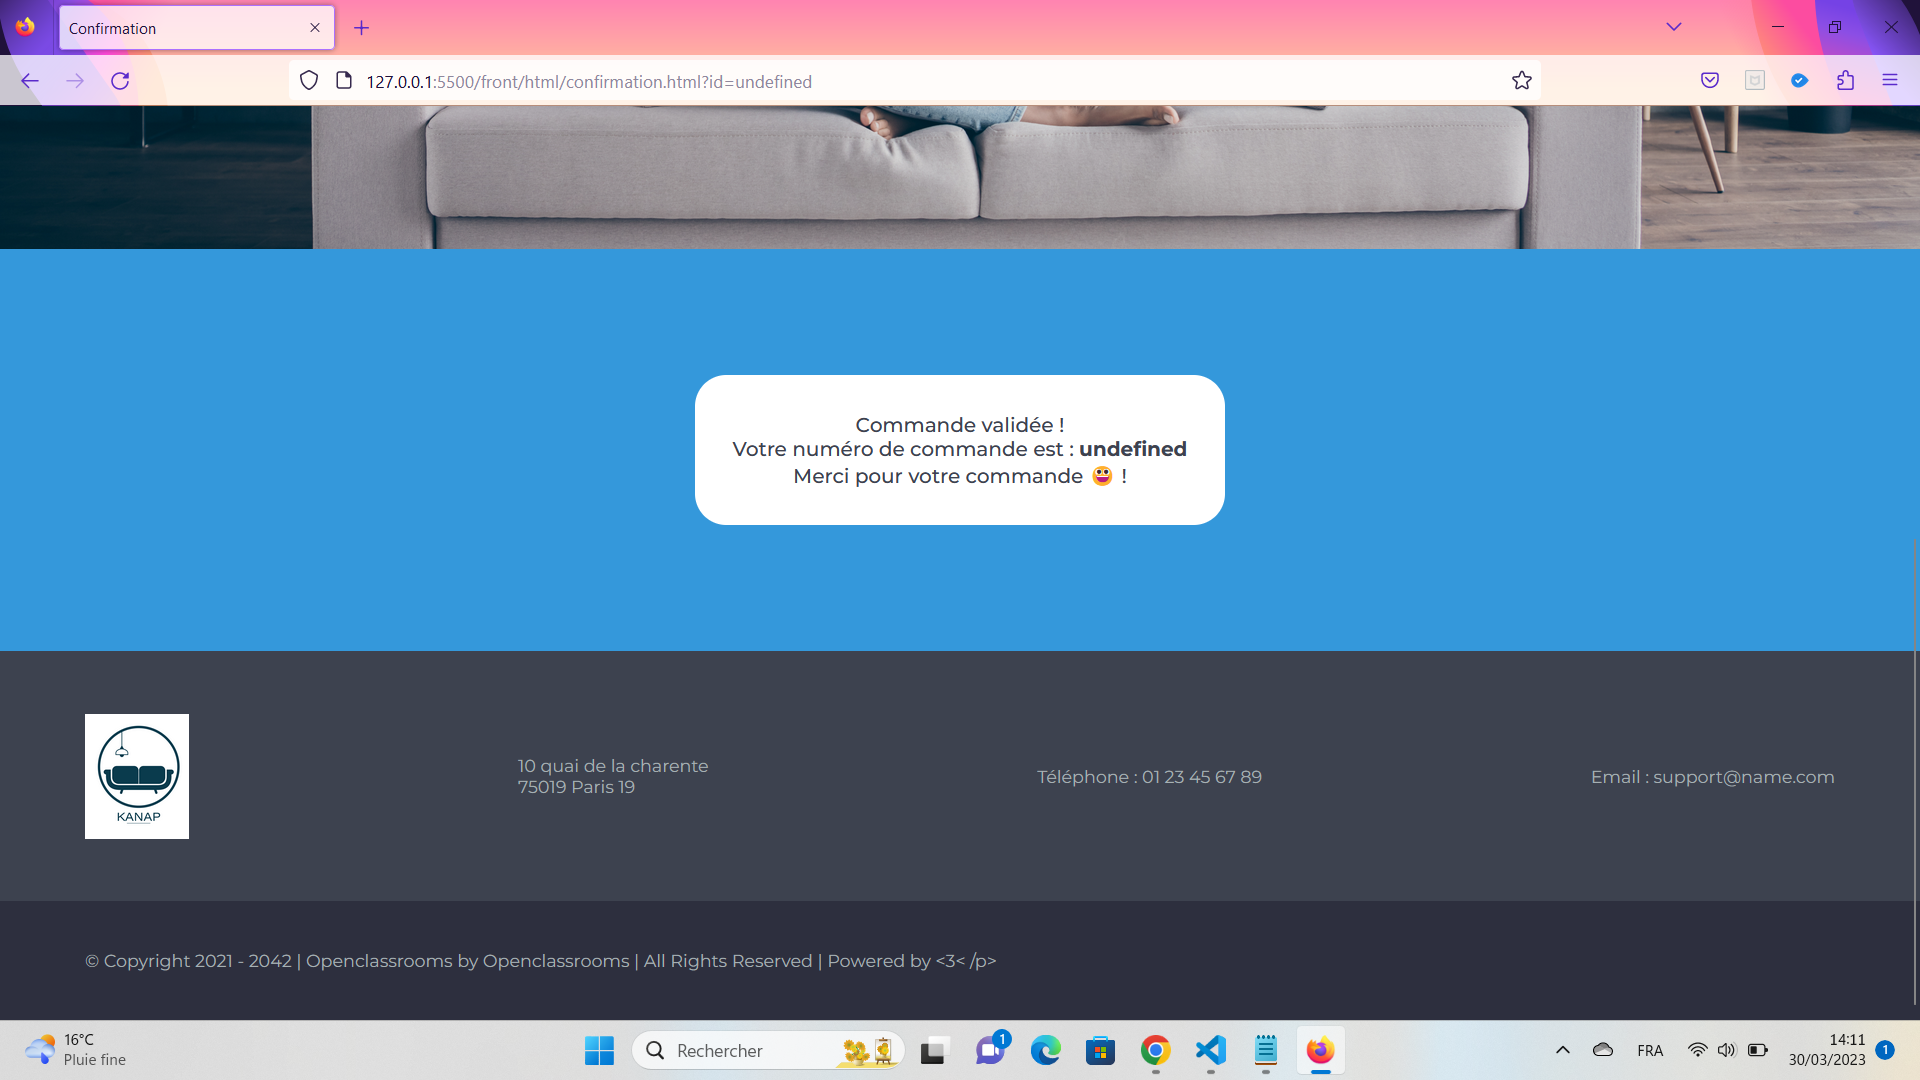 Confirmation
127.0.0.1:5500/front/html/confirmation.html?id=undefined
Commande validée !
Votre numéro de commande est : undefined
Merci pour votre commande 😀 !
KANAP
10 quai de la charente
75019 Paris 19
Téléphone : 01 23 45 67 89
Email : support@name.com
© Copyright 2021 - 2042 | Openclassrooms by Openclassrooms | All Rights Reserved | Powered by <3< /p>
16°C
Pluie fine
Rechercher
1
FRA
14:11
30/03/2023
1